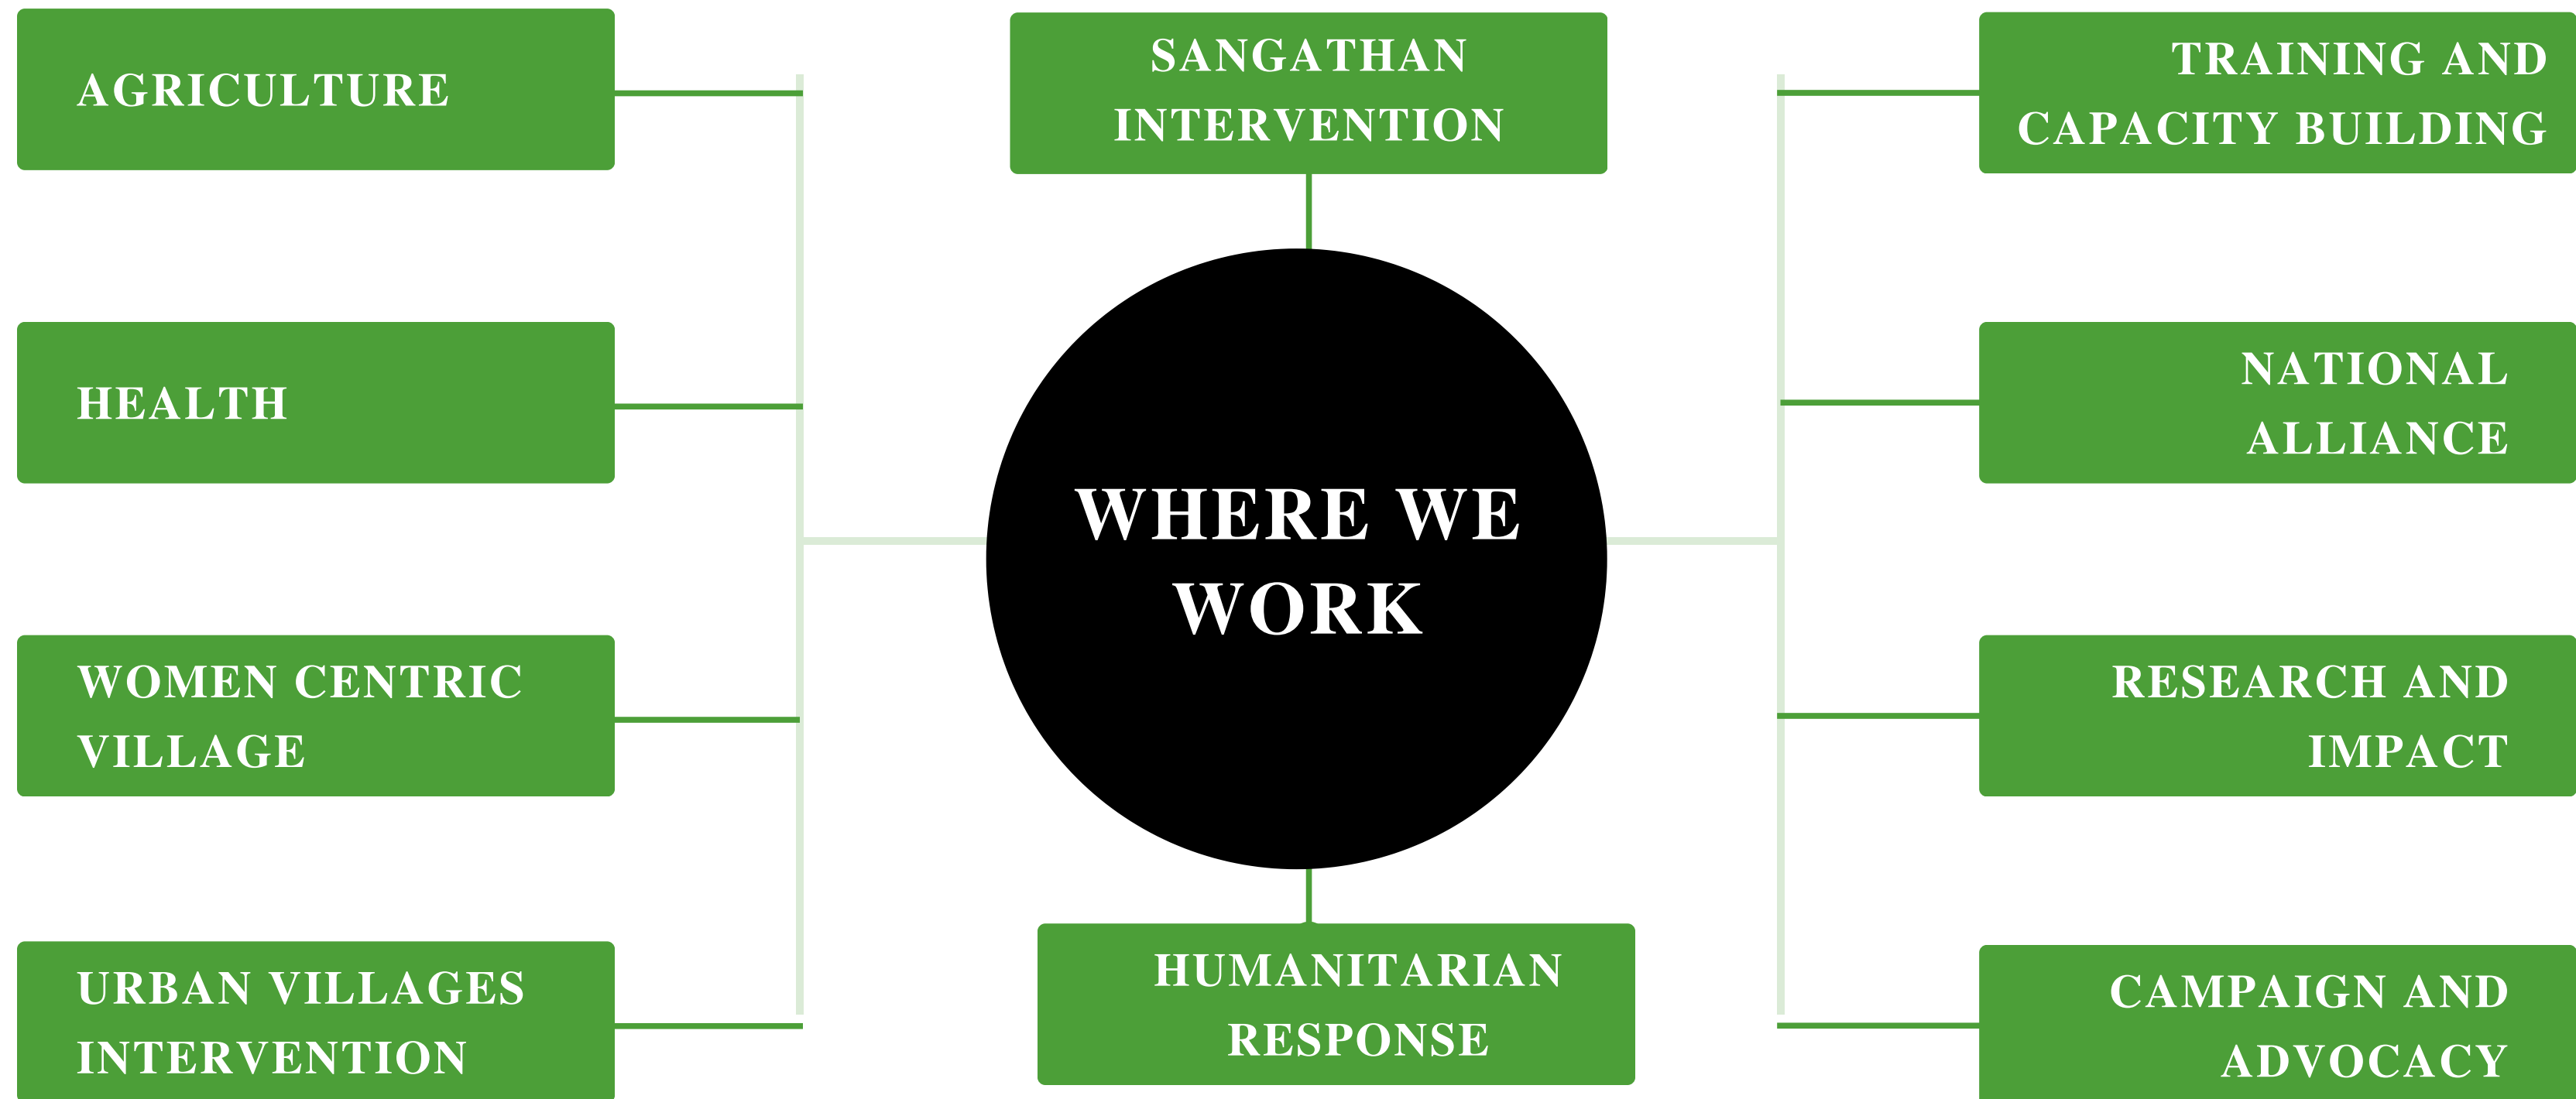 AGRICULTURE
HEALTH
WOMEN CENTRIC
VILLAGE
URBAN VILLAGES
INTERVENTION
SANGATHAN
INTERVENTION
WHERE WE
WORK
HUMANITARIAN
RESPONSE
TRAINING AND
CAPACITY BUILDING
NATIONAL
ALLIANCE
RESEARCH AND
IMPACT
CAMPAIGN AND
ADVOCACY